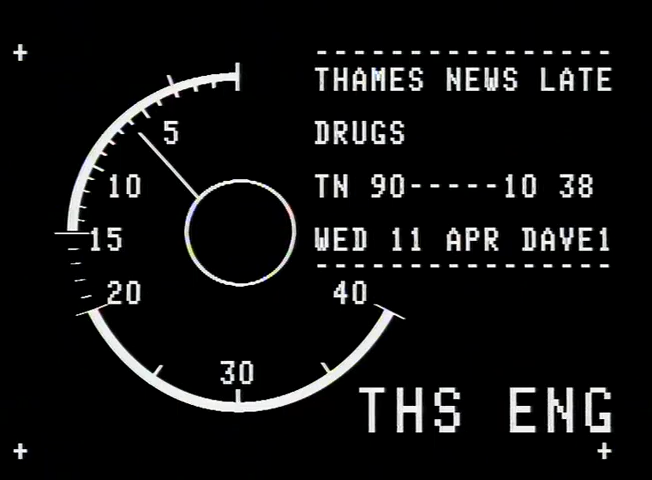 THAMES NEWS LATE
DRUGS
TN 90-----10 38
WED 11 APR DAVE1
5
10
15
20
30
40
THS ENG